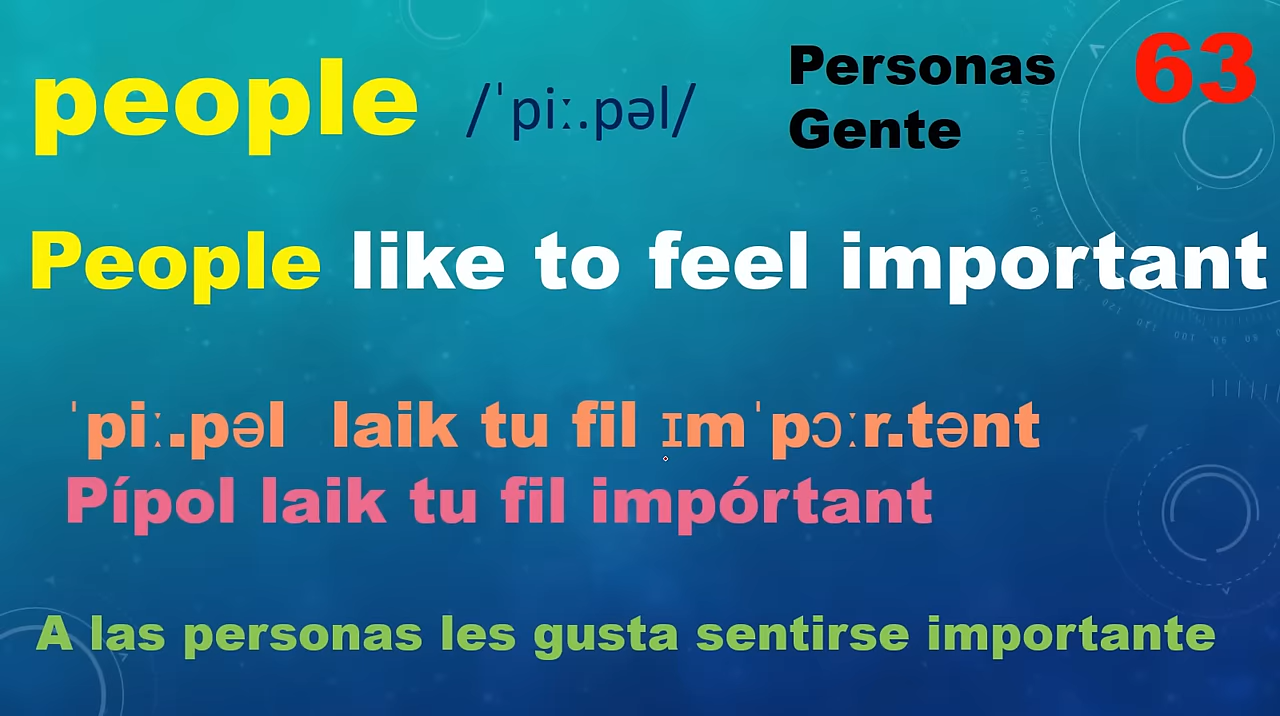 people /ˈpiː.pəl/ Personas 63
Gente
People like to feel important
ˈpiː.pəl laik tu fil ɪmˈpɔːr.tənt
Pípol laik tu fil impórtant
A las personas les gusta sentirse importante